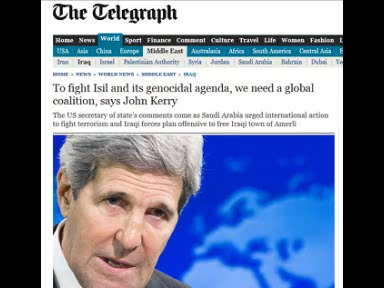 The Telegraph
Home News World Sport Finance Comment Culture Travel Life Women Fashion
USA Asia China Europe Middle East Australasia Africa South America Central Asia
Iran Iraq Israel Palestinian Authority Syria Jordan Saudi Arabia Bahrain Dubai
HOME » NEWS » WORLD NEWS » MIDDLE EAST » IRAQ
To fight Isil and its genocidal agenda, we need a global
coalition, says John Kerry
The US secretary of state's comments come as Saudi Arabia urged international action
to fight terrorism and Iraqi forces plan offensive to free Iraqi town of Amerli